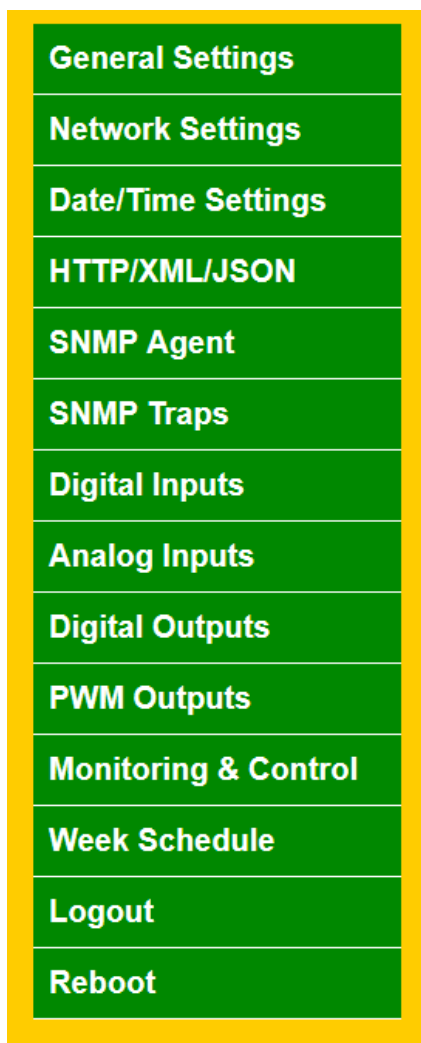 General Settings
Network Settings
Date/Time Settings
HTTP/XML/JSON
SNMP Agent
SNMP Traps
Digital Inputs
Analog Inputs
Digital Outputs
PWM Outputs
Monitoring & Control
Week Schedule
Logout
Reboot